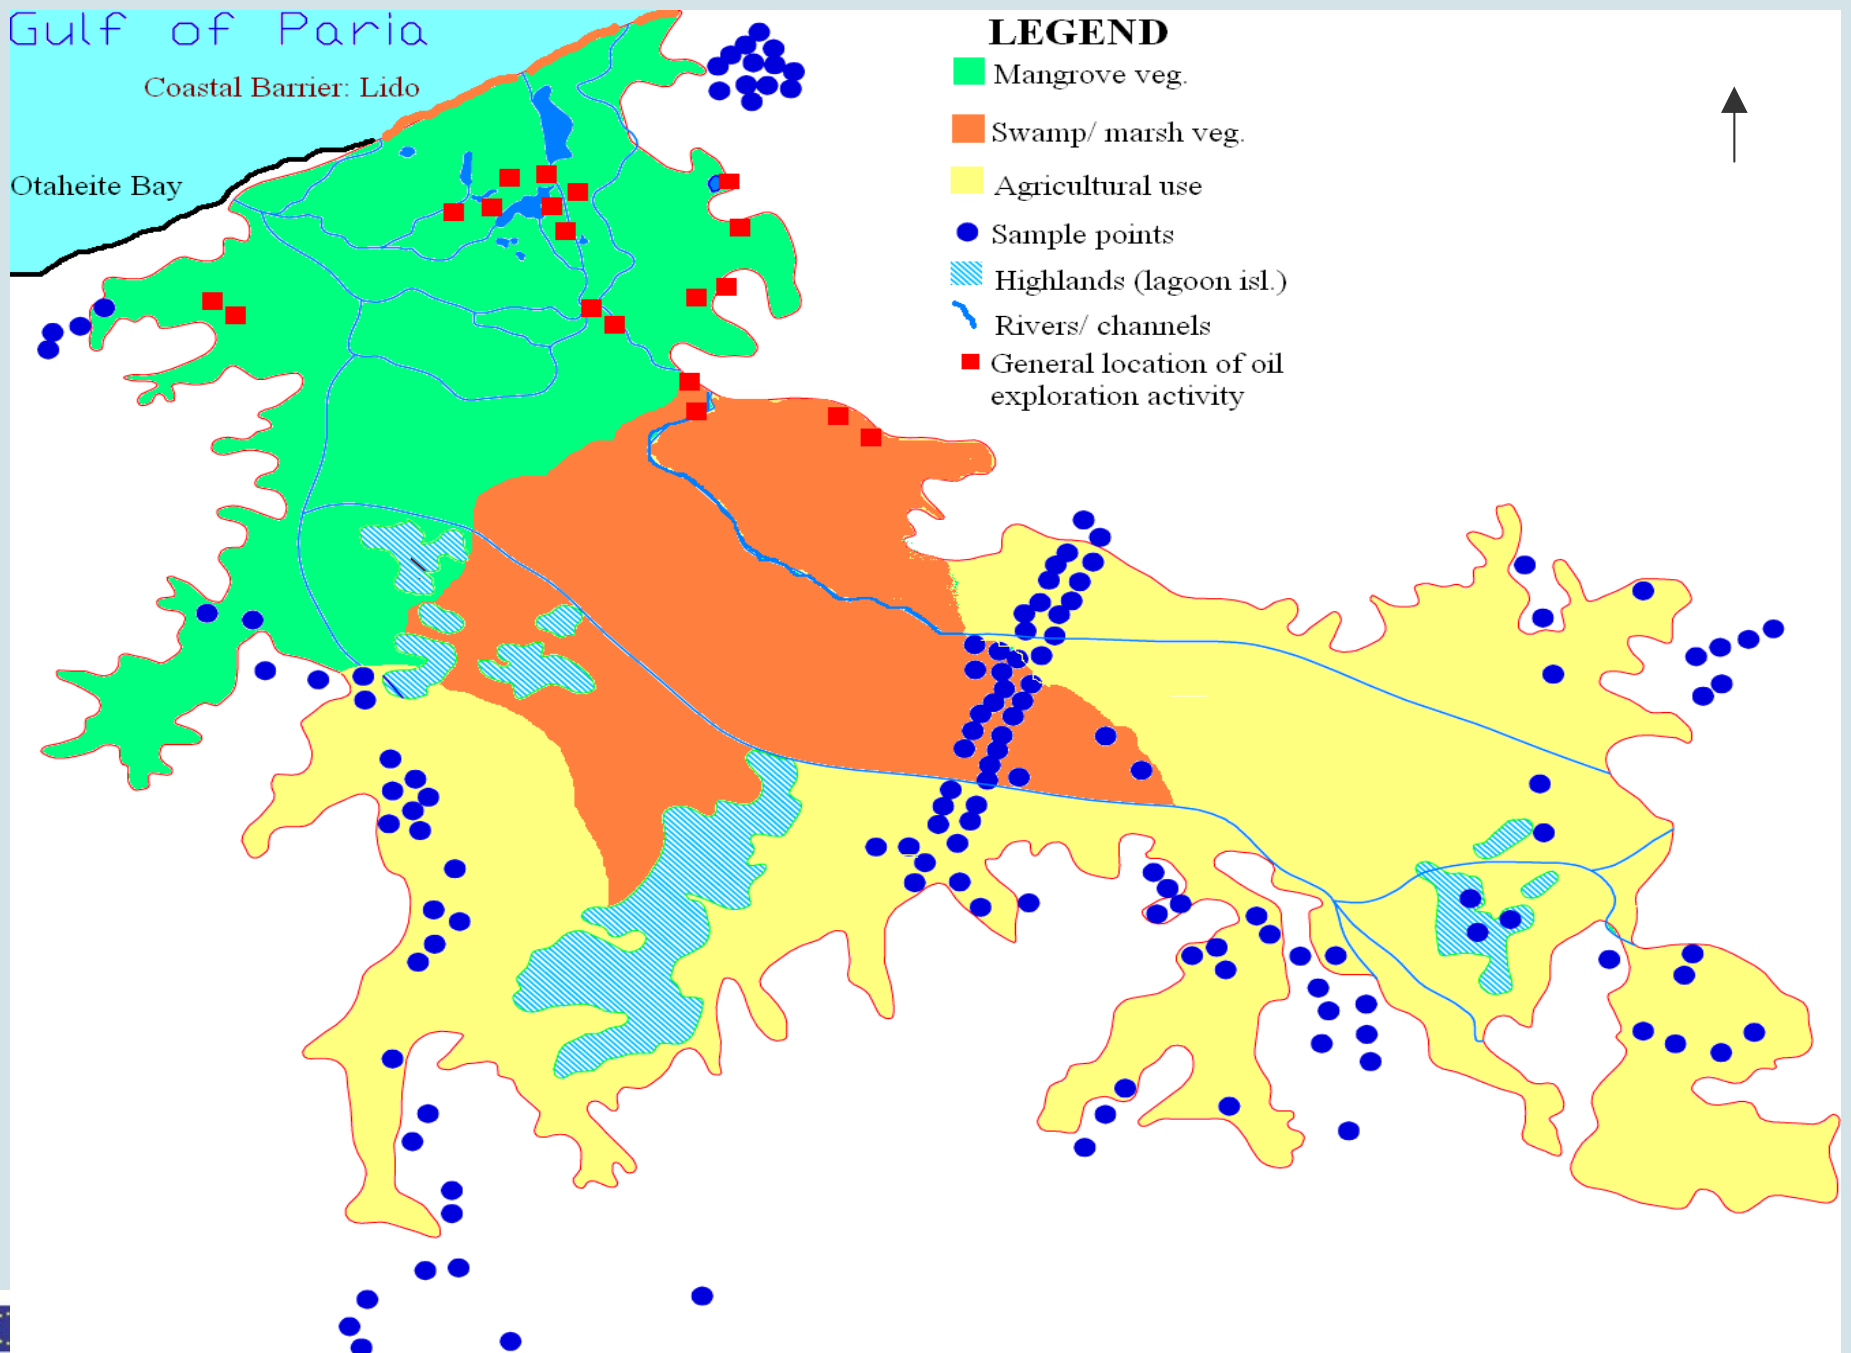 Gulf of Paria
Coastal Barrier: Lido
Otaheite Bay
LEGEND
Mangrove veg.
Swamp/ marsh veg.
Agricultural use
Sample points
Highlands (lagoon isl.)
Rivers/ channels
General location of oil
exploration activity